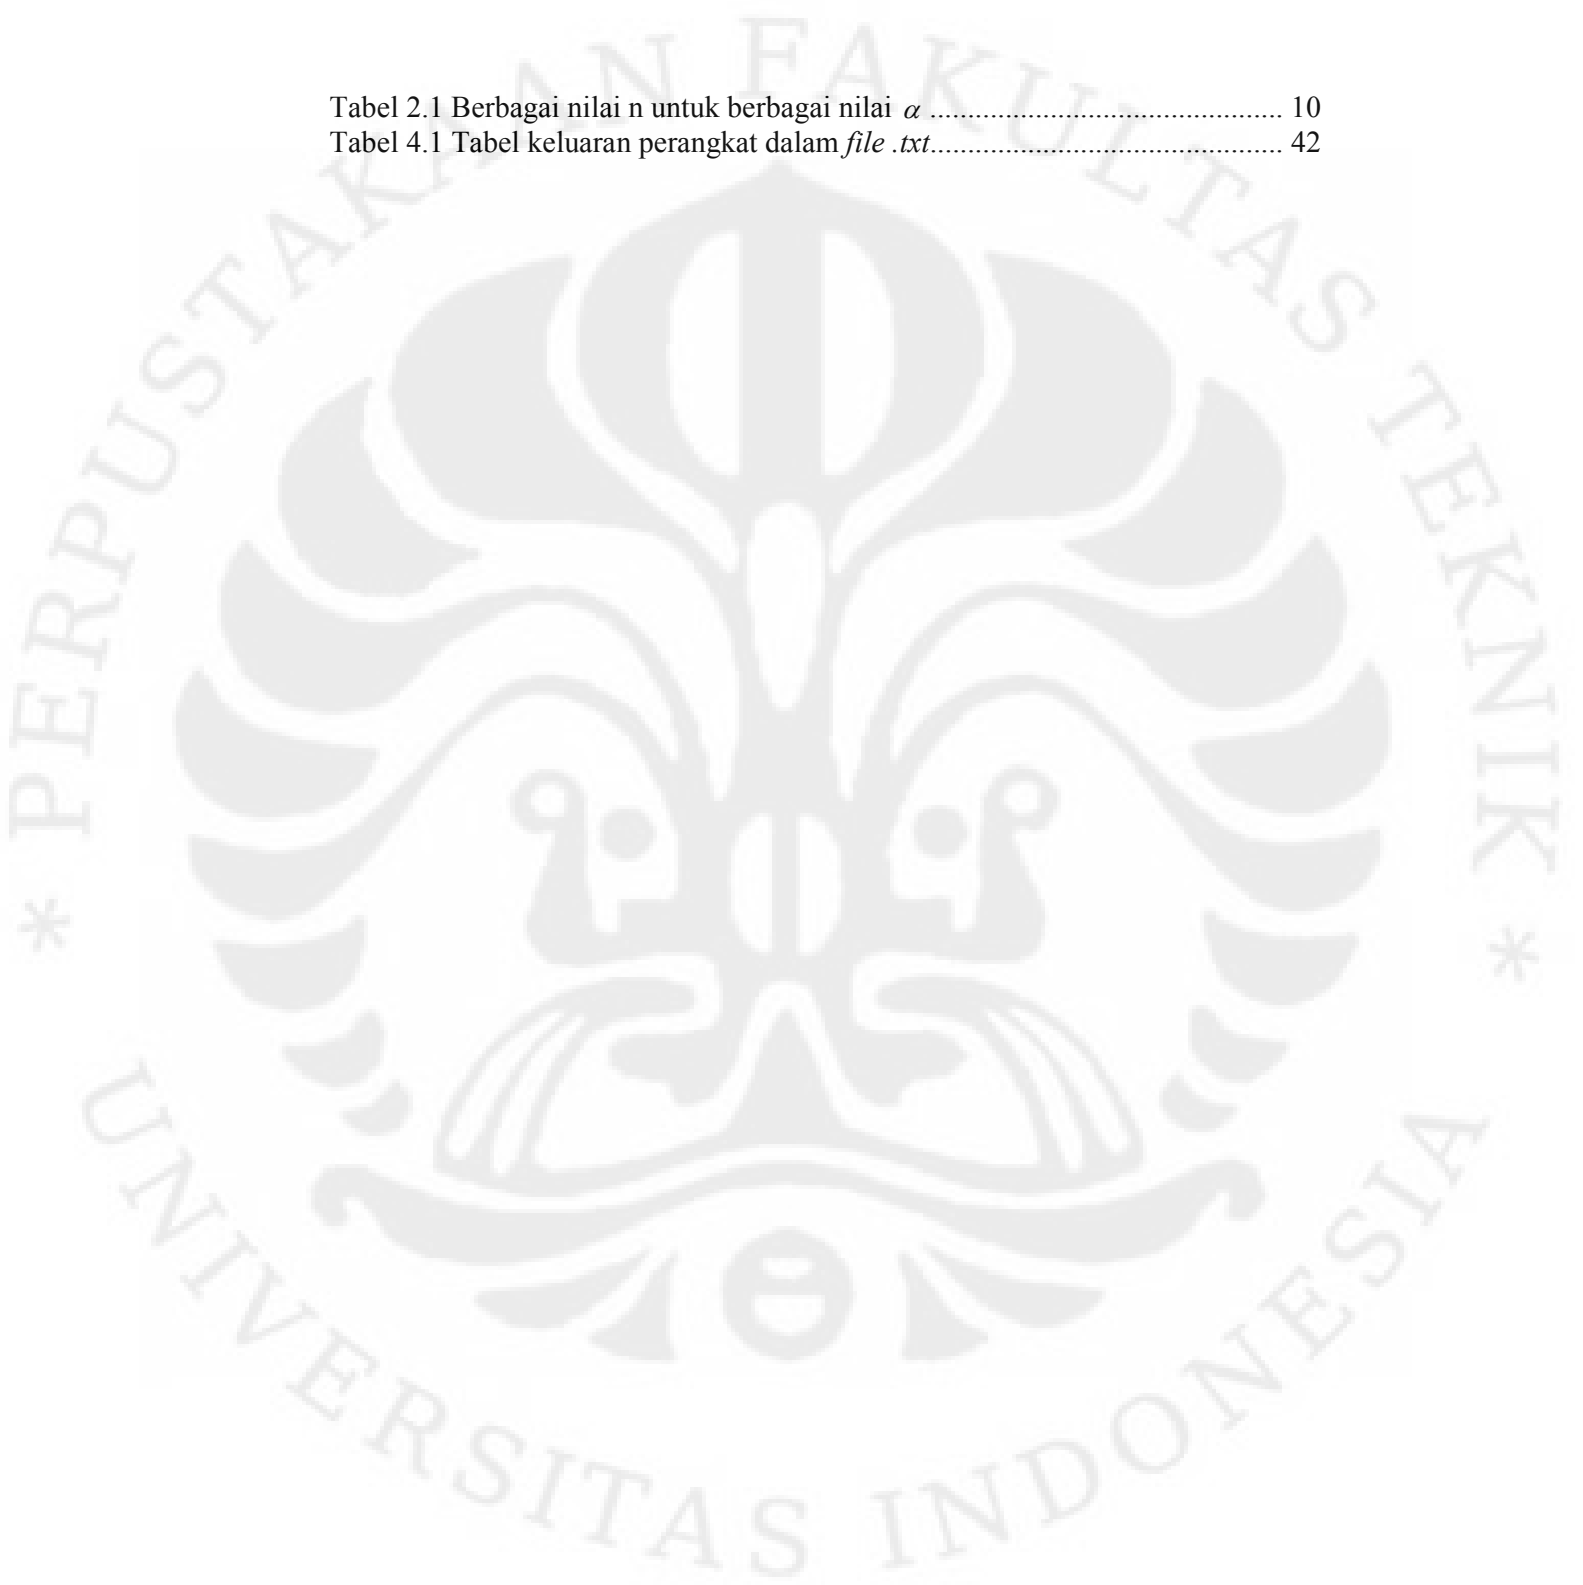 Tabel 2.1 Berbagai nilai n untuk berbagai nilai α ........................................ 10
Tabel 4.1 Tabel keluaran perangkat dalam file .txt........................................ 42
PERPUSTAKAAN FAKULTAS TEKNIK
* *
UNIVERSITAS INDONESIA